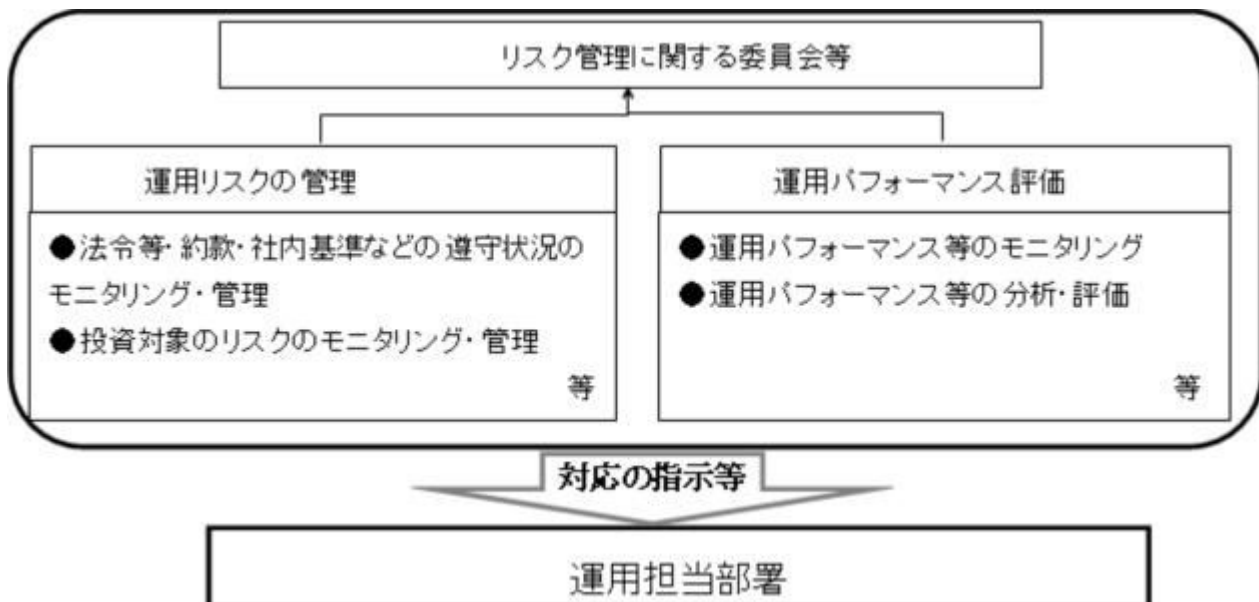 リスク管理に関する委員会等
運用リスクの管理
●法令等・約款・社内基準などの遵守状況の
モニタリング・管理
●投資対象のリスクのモニタリング・管理
等
運用パフォーマンス評価
●運用パフォーマンス等のモニタリング
●運用パフォーマンス等の分析・評価
等
対応の指示等
運用担当部署